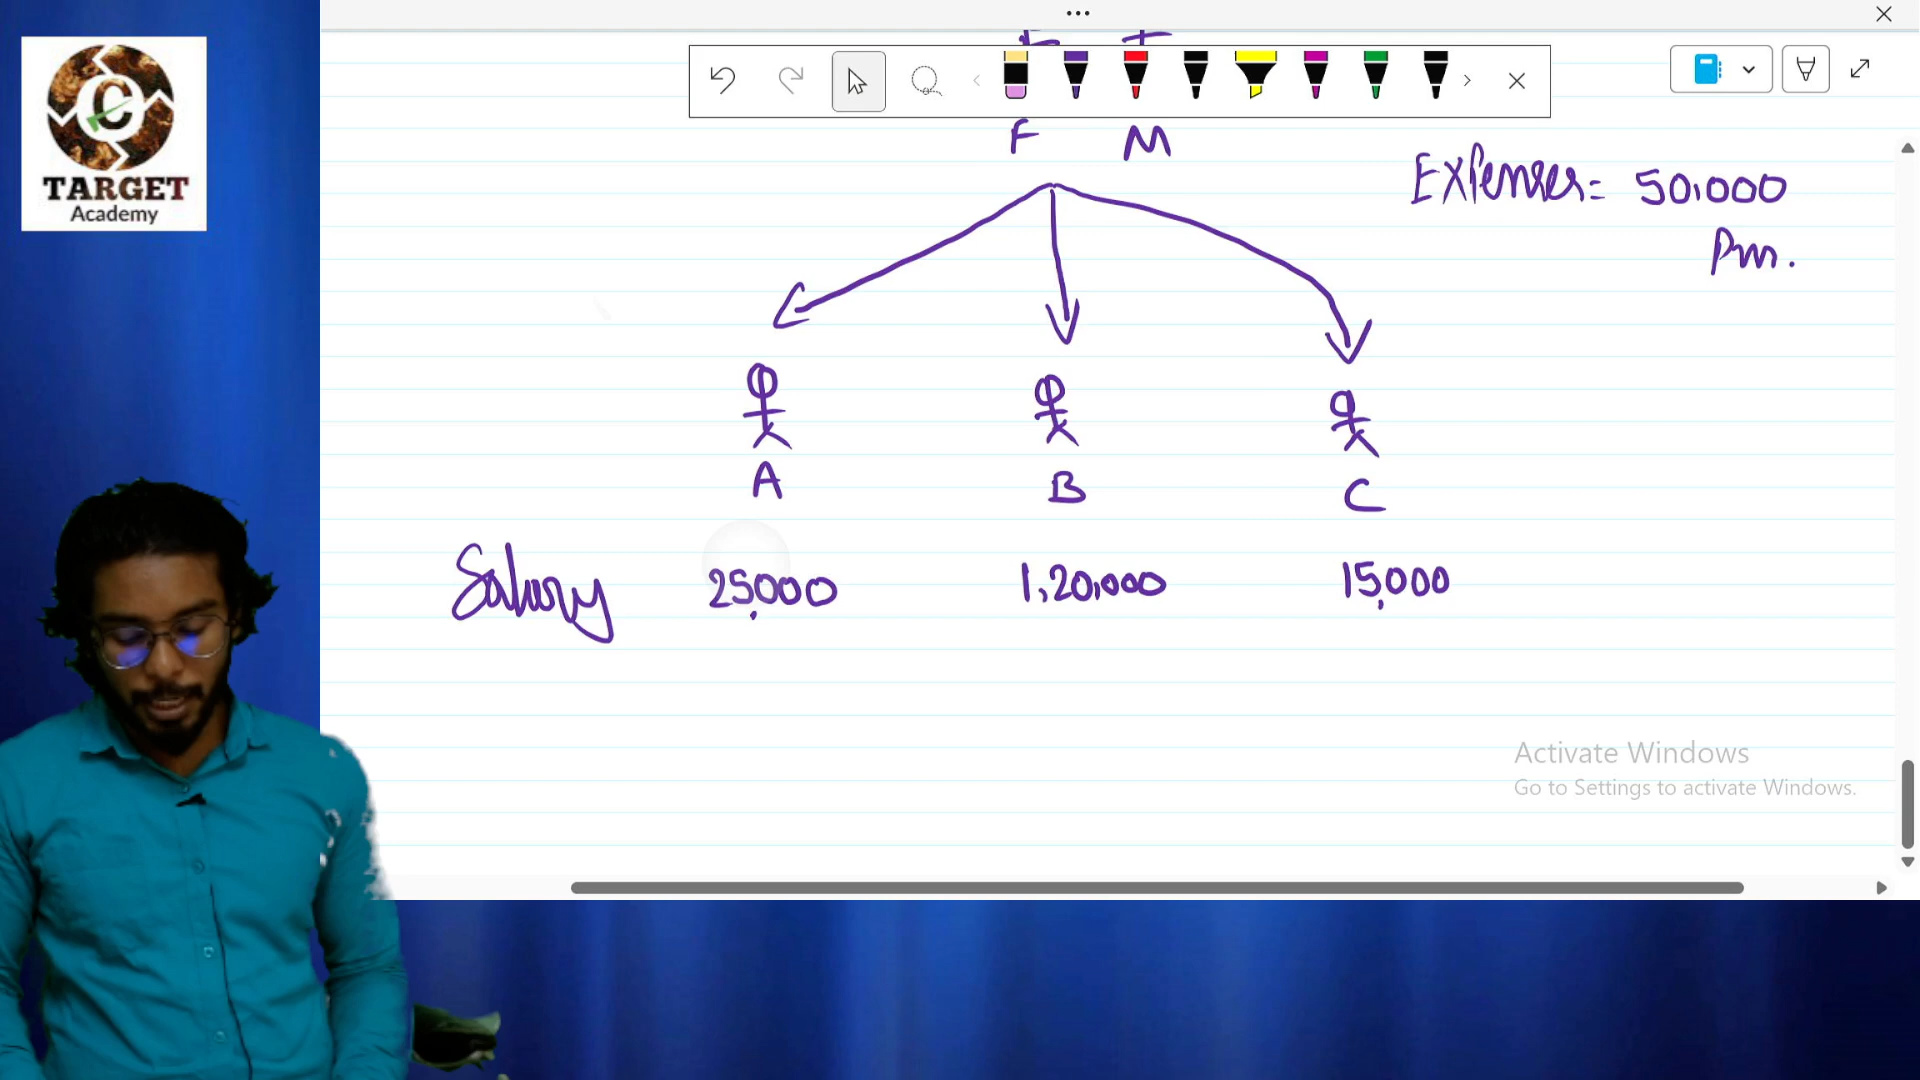 TARGET
Academy
F M
Expenses = 50,000
Pm.
A B C
Salary 25,000 1,20,000 15,000
Activate Windows
Go to Settings to activate Windows.